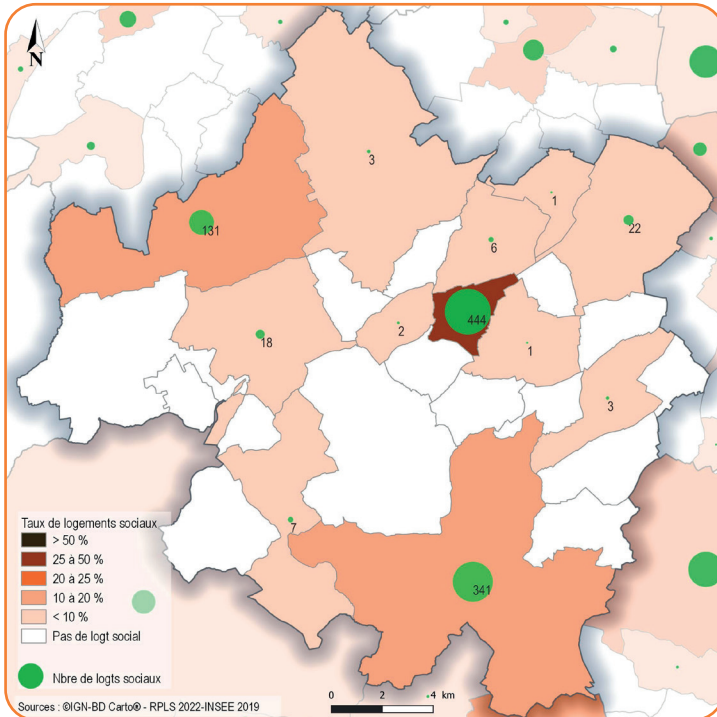 N
3
1
22
131
6
444
2
18
1
3
7
341
Taux de logements sociaux
> 50 %
25 à 50 %
20 à 25 %
10 à 20 %
< 10 %
Pas de logt social
Nbre de logts sociaux
0 2 4 km
Sources : ©IGN-BD Carto® - RPLS 2022-INSEE 2019